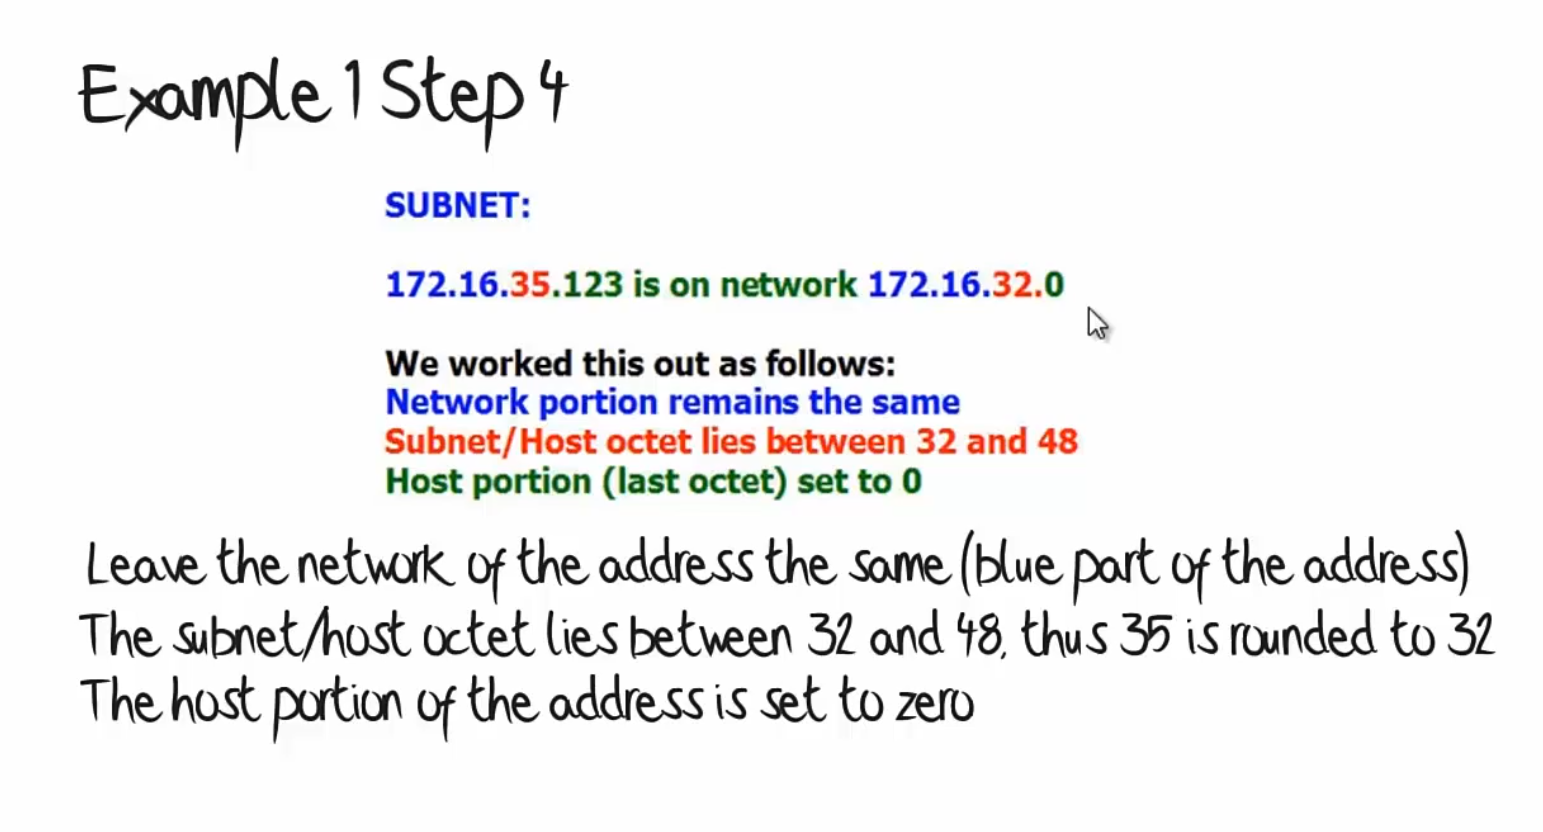 Example 1 Step 4
SUBNET:
172.16.35.123 is on network 172.16.32.0
We worked this out as follows:
Network portion remains the same
Subnet/Host octet lies between 32 and 48
Host portion (last octet) set to 0
Leave the network of the address the same (blue part of the address)
The subnet/host octet lies between 32 and 48, thus 35 is rounded to 32
The host portion of the address is set to zero